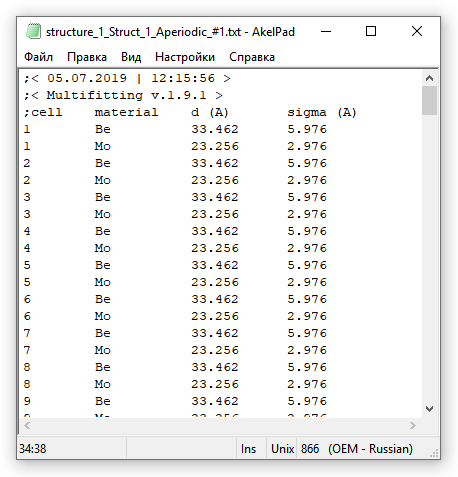 structure_1_Struct_1_Aperiodic_#1.txt - AkelPad
Файл Правка Вид Настройки Справка
;< 05.07.2019 | 12:15:56 >
;< Multifitting v.1.9.1 >
;cell material d (A) sigma (A)
1 Be 33.462 5.976
1 Mo 23.256 2.976
2 Be 33.462 5.976
2 Mo 23.256 2.976
3 Be 33.462 5.976
3 Mo 23.256 2.976
4 Be 33.462 5.976
4 Mo 23.256 2.976
5 Be 33.462 5.976
5 Mo 23.256 2.976
6 Be 33.462 5.976
6 Mo 23.256 2.976
7 Be 33.462 5.976
7 Mo 23.256 2.976
8 Be 33.462 5.976
8 Mo 23.256 2.976
9 Be 33.462 5.976
9 Mo 23.256 2.976
34:38 Ins Unix 866 (OEM - Russian)